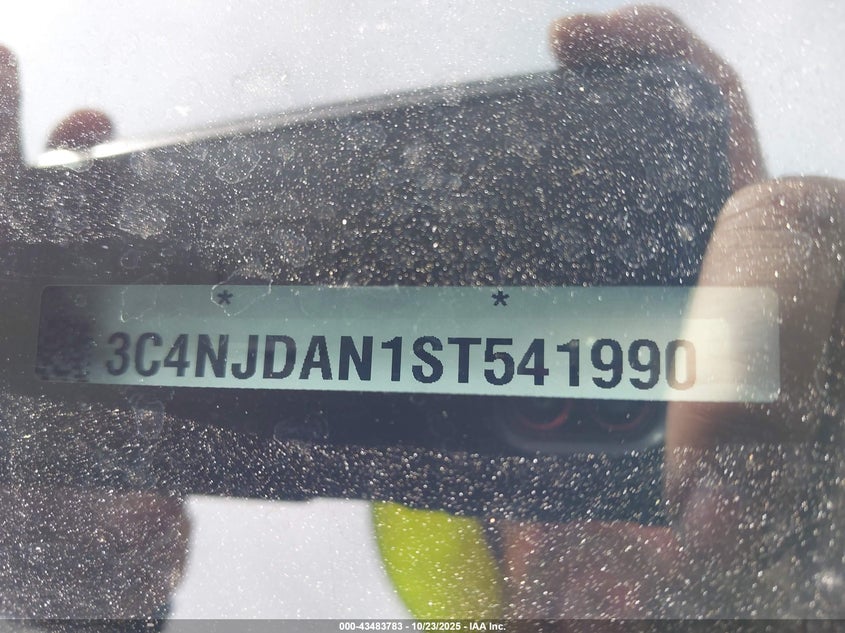 * *
3C4NJDAN1ST541990
000-43483783 - 10/23/2025 - IAA Inc.